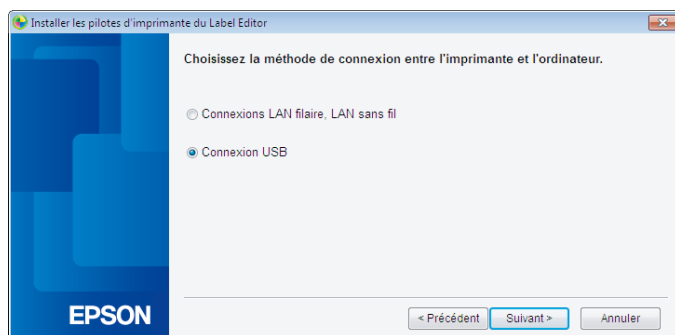 Installer les pilotes d'imprimante du Label Editor
Choisissez la méthode de connexion entre l'imprimante et l'ordinateur.
Connexions LAN filaire, LAN sans fil
Connexion USB
EPSON
< Précédent Suivant > Annuler